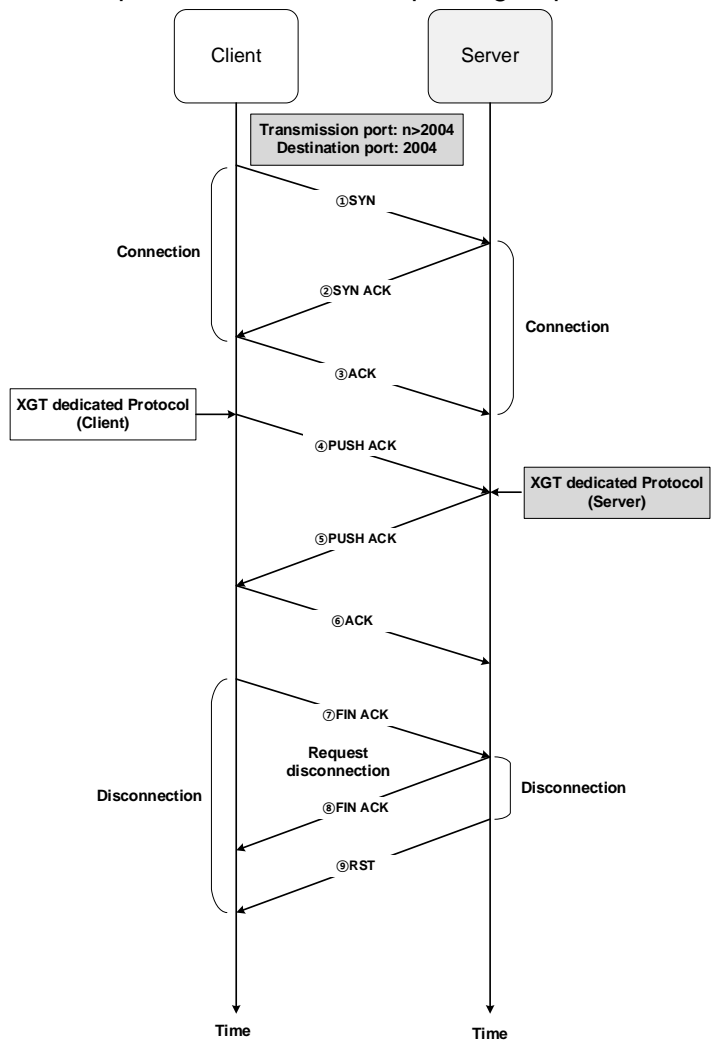 Client
Server
Transmission port: n>2004
Destination port: 2004
①SYN
Connection
②SYN ACK
Connection
③ACK
XGT dedicated Protocol
(Client)
④PUSH ACK
XGT dedicated Protocol
(Server)
⑤PUSH ACK
⑥ACK
⑦FIN ACK
Request
disconnection
Disconnection
Disconnection
⑧FIN ACK
⑨RST
Time
Time